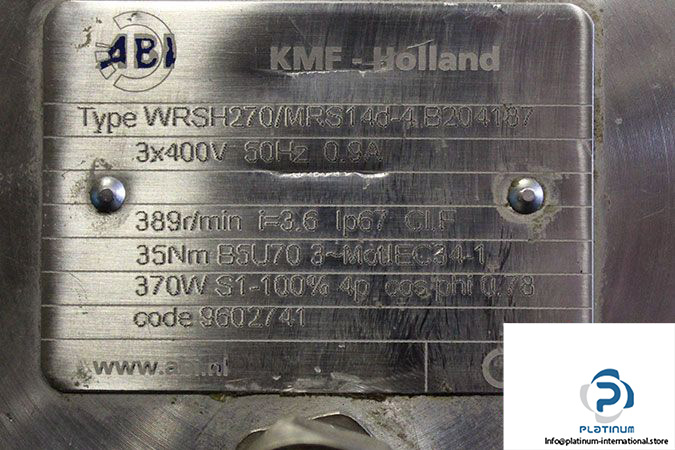 ABI KMF - Holland
Type WRSH270/MRS14d-4 B204187
3x400V 50Hz 0.9A
389r/min i=3.6 Ip67 Cl.F
35Nm B5U70 3~Mot IEC34-1
370W S1-100% 4p cos phi 0.78
code 9602741
www.abi.nl
PLATINUM
Info@platinum-international.store